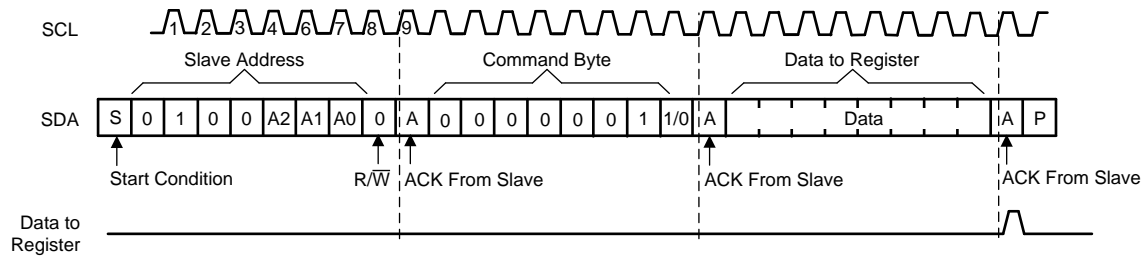 SCL 1 2 3 4 6 7 8 9
Slave Address Command Byte Data to Register
SDA S 0 1 0 0 A2 A1 A0 0 A 0 0 0 0 0 0 1 1/0 A Data A P
Start Condition R/W̅ ACK From Slave ACK From Slave ACK From Slave
Data to
Register